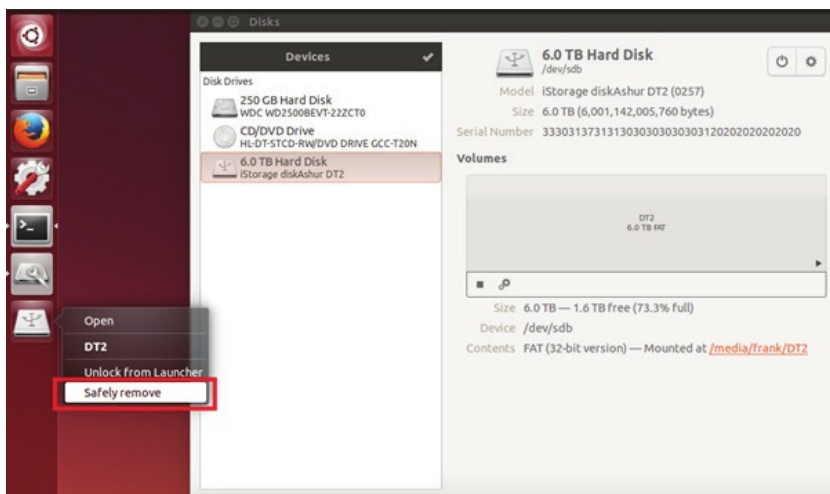 Disks
Devices
Disk Drives
250 GB Hard Disk
WDC WD2500BEVT-22ZCT0
CD/DVD Drive
HL-DT-STCD-RW/DVD DRIVE GCC-T20N
6.0 TB Hard Disk
iStorage diskAshur DT2
6.0 TB Hard Disk
/dev/sdb
Model iStorage diskAshur DT2 (0257)
Size 6.0 TB (6,001,142,005,760 bytes)
Serial Number
Volumes
DT2
6.0 TB FAT
Size 6.0 TB — 1.6 TB free (73.3% full)
Device /dev/sdb
Contents FAT (32-bit version) — Mounted at /media/frank/DT2
Open
DT2
Unlock from Launcher
Safely remove